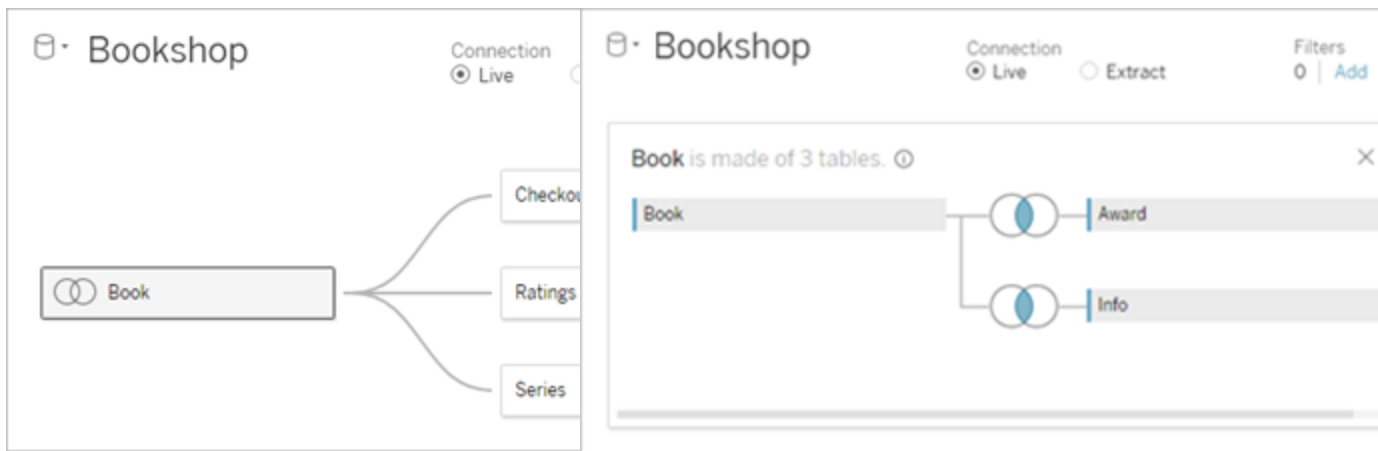 Bookshop
Connection
Live
Book
Ratings
Series
Bookshop
Connection
Live
Extract
Filters
0
Add
Book is made of 3 tables.
Book
Award
Info